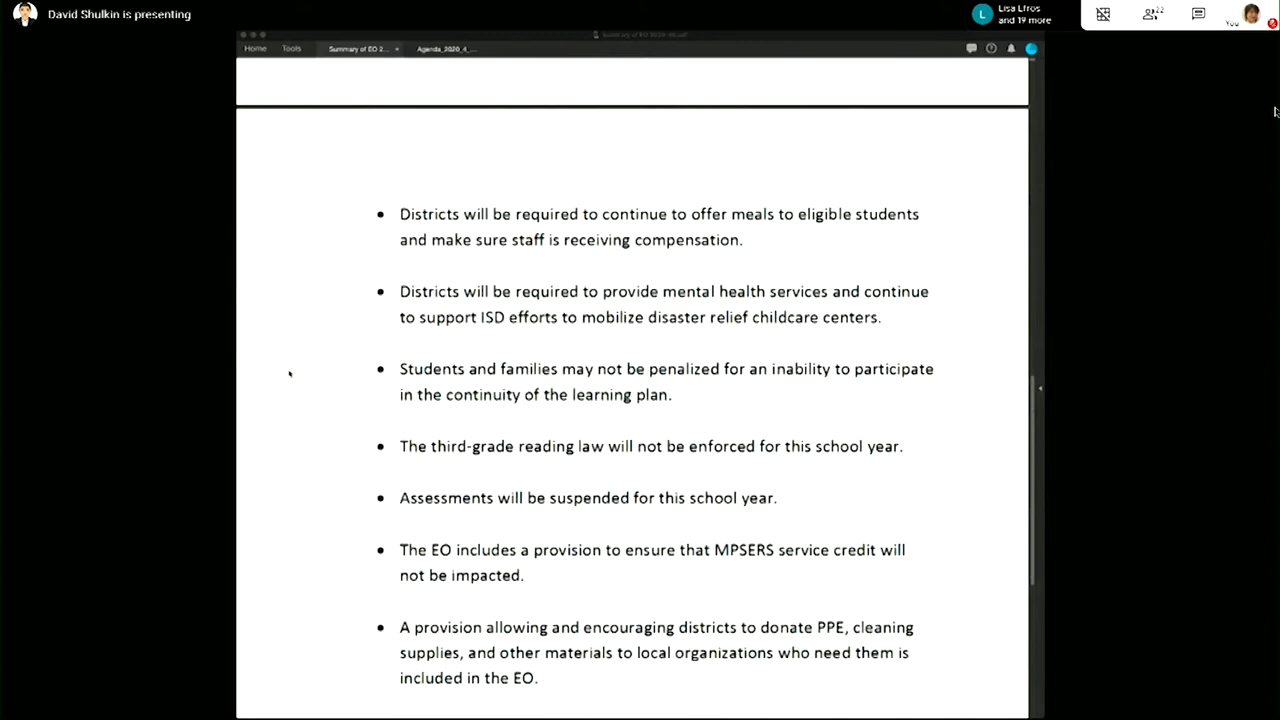 David Shulkin is presenting
Lisa Efros
and 19 more
L
22
You
Home
Tools
Summary of EO 2...
Agenda_2020_4_...
Districts will be required to continue to offer meals to eligible students
and make sure staff is receiving compensation.
Districts will be required to provide mental health services and continue
to support ISD efforts to mobilize disaster relief childcare centers.
Students and families may not be penalized for an inability to participate
in the continuity of the learning plan.
The third-grade reading law will not be enforced for this school year.
Assessments will be suspended for this school year.
The EO includes a provision to ensure that MPSERS service credit will
not be impacted.
A provision allowing and encouraging districts to donate PPE, cleaning
supplies, and other materials to local organizations who need them is
included in the EO.